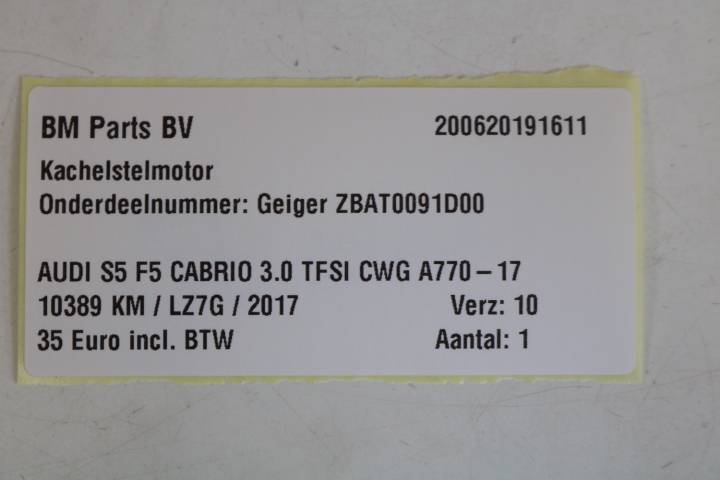 BM Parts BV 200620191611
Kachelstelmotor
Onderdeelnummer: Geiger ZBAT0091D00
AUDI S5 F5 CABRIO 3.0 TFSI CWG A770 – 17
10389 KM / LZ7G / 2017 Verz: 10
35 Euro incl. BTW Aantal: 1